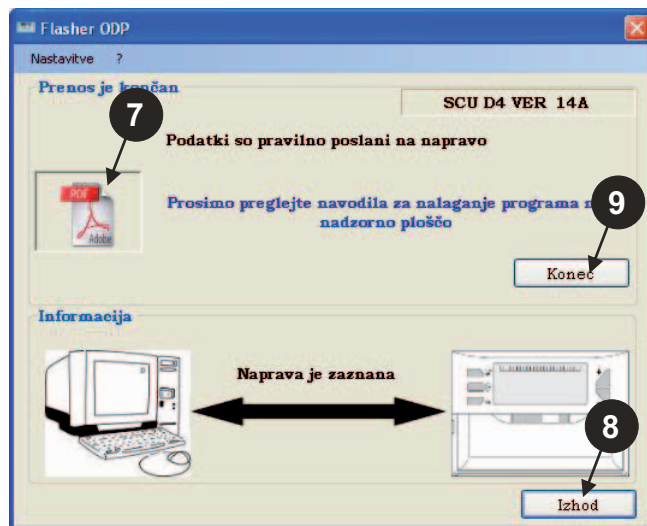 Flasher ODP
Nastavitve ?
Prenos je končan
SCU D4 VER 14A
7
Podatki so pravilno poslani na napravo
PDF
Adobe
Prosimo preglejte navodila za nalaganje programa
nadzorno ploščo
9
Konec
Informacija
Naprava je zaznana
8
Izhod